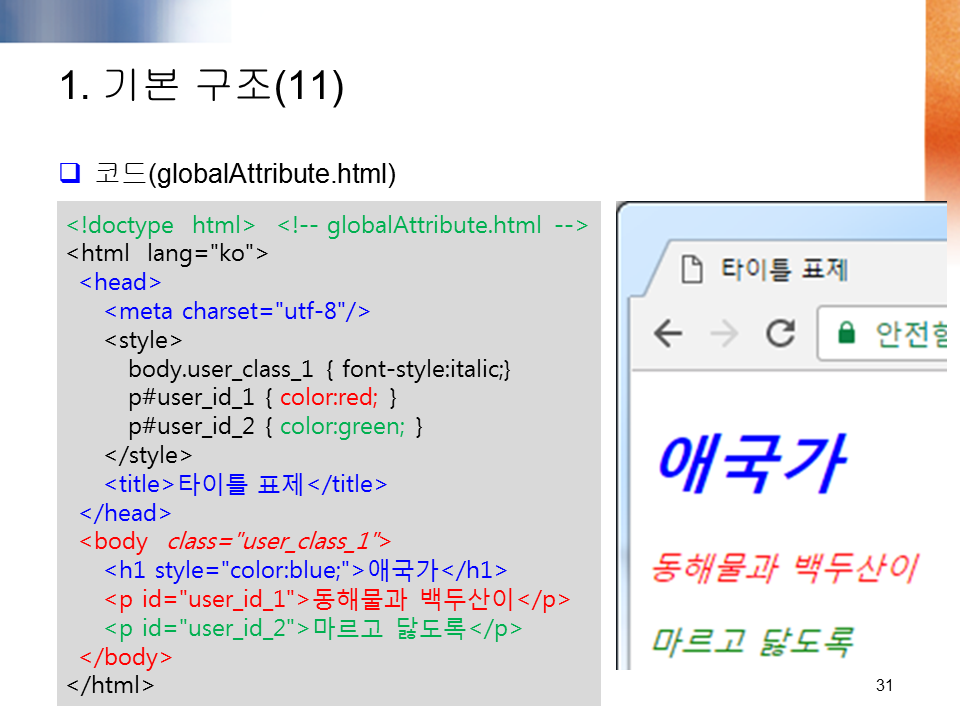 1. 기본 구조(11)
코드(globalAttribute.html)
<!doctype html> <!-- globalAttribute.html -->
<html lang="ko">
<head>
<meta charset="utf-8"/>
<style>
body.user_class_1 { font-style:italic;}
p#user_id_1 { color:red; }
p#user_id_2 { color:green; }
</style>
<title>타이틀 표제</title>
</head>
<body class="user_class_1">
<h1 style="color:blue;">애국가</h1>
<p id="user_id_1">동해물과 백두산이</p>
<p id="user_id_2">마르고 닳도록</p>
</body>
</html>
타이틀 표제
안전함
애국가
동해물과 백두산이
마르고 닳도록
31